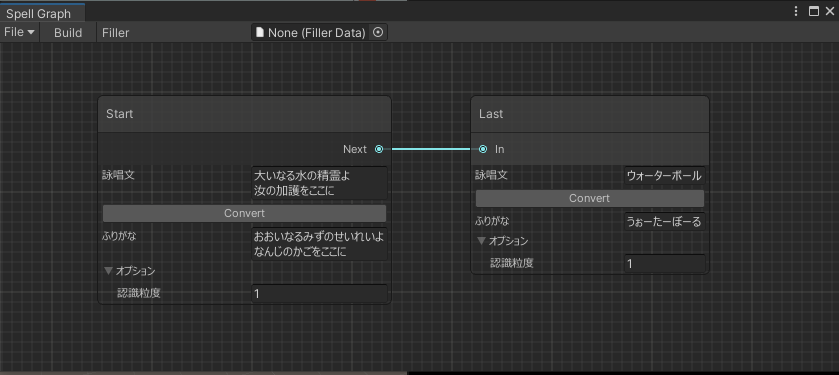 Spell Graph
File Build Filler None (Filler Data)
Start
Next
詠唱文 大いなる水の精霊よ
汝の加護をここに
Convert
ふりがな おおいなるみずのせいれいよ
なんじのかごをここに
オプション
認識粒度 1
Last
In
詠唱文 ウォーターボール
Convert
ふりがな うぉーたーぼーる
オプション
認識粒度 1